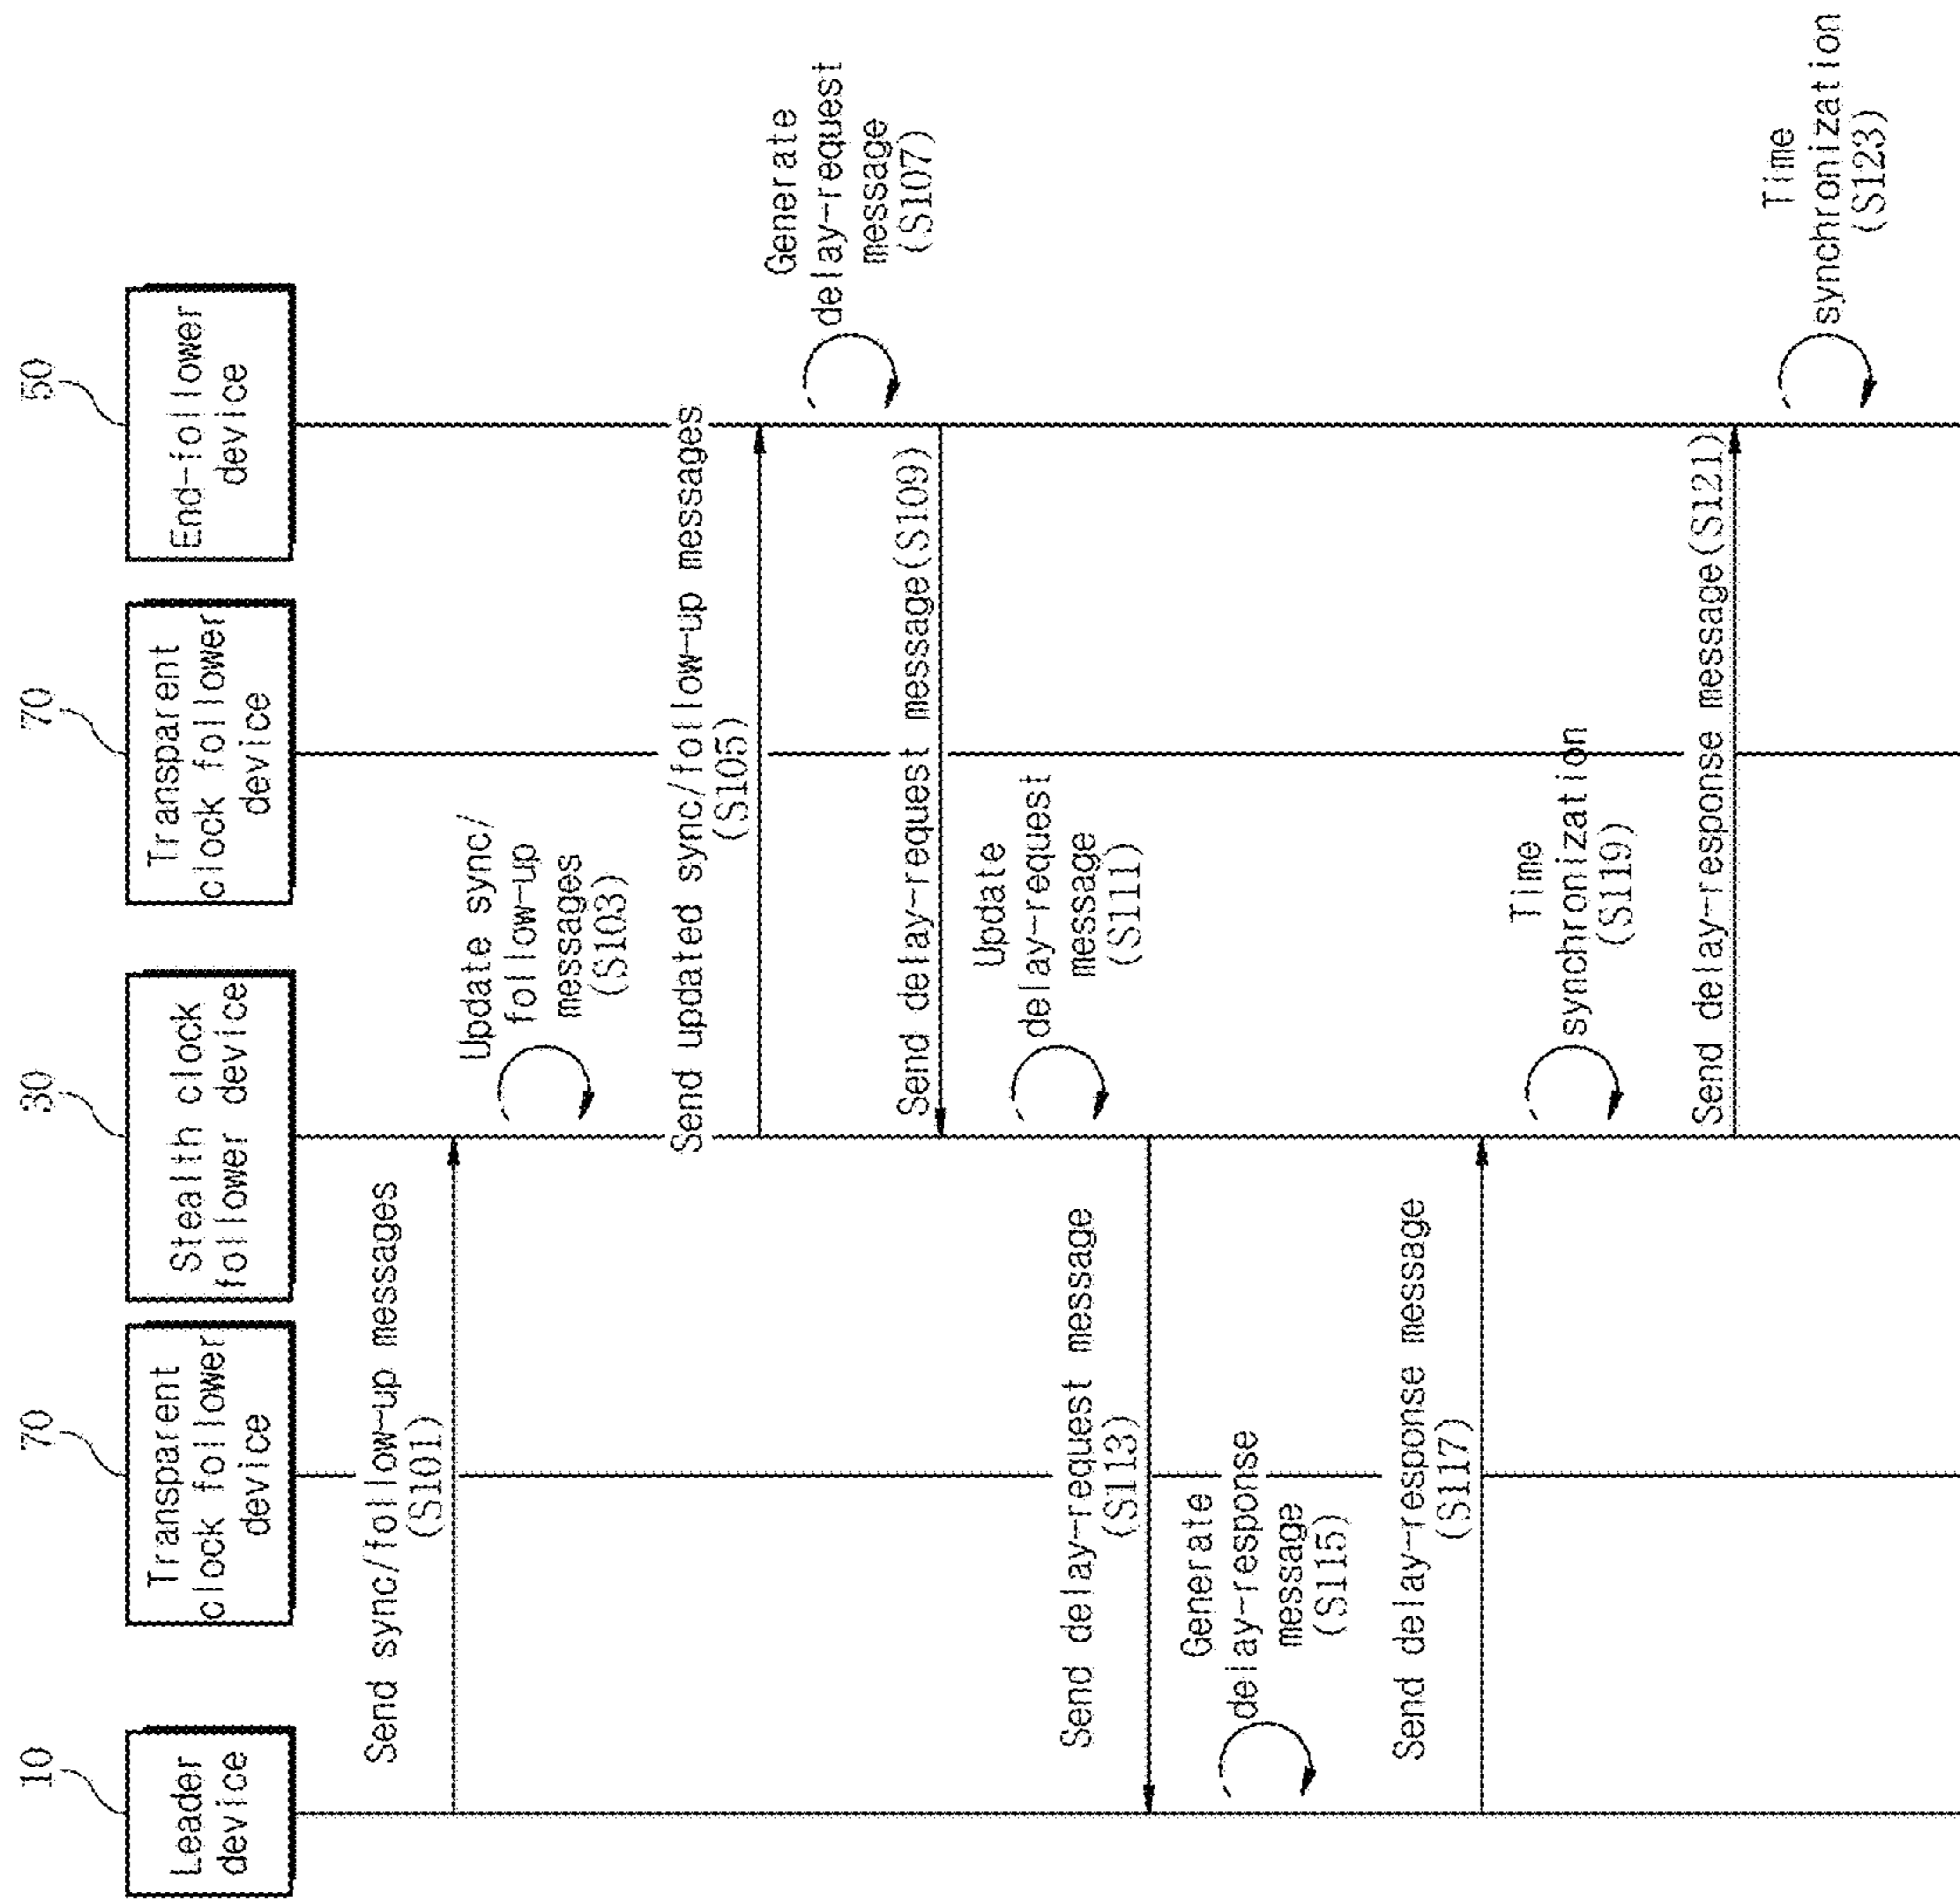 10
70
30
70
50
Leader
device
Transparent
clock follower
device
Stealth clock
follower device
Transparent
clock follower
device
End-follower
device
Send sync/follow-up messages
(S101)
Update sync/
follow-up
messages
(S103)
Send updated sync/follow-up messages
(S105)
Generate
delay-request
message
(S107)
Send delay-request message(S109)
Update
delay-request
message
(S111)
Send delay-request message
(S113)
Generate
delay-response
message
(S115)
Send delay-response message
(S117)
Time
synchronization
(S119)
Send delay-response message(S121)
Time
synchronization
(S123)